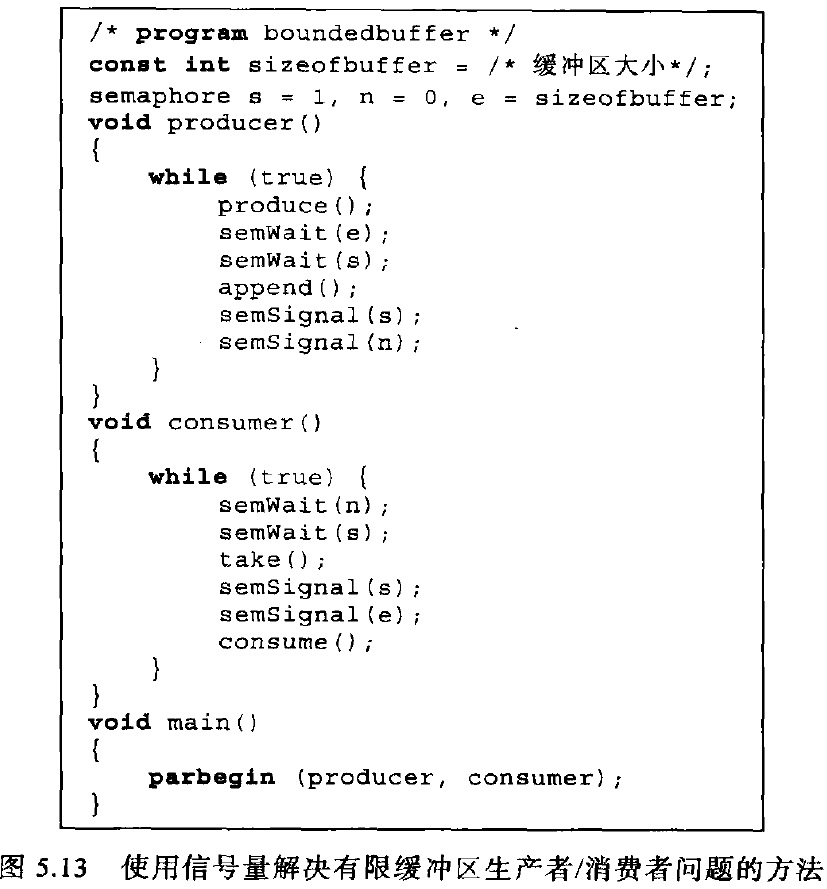 /* program boundedbuffer */
const int sizeofbuffer = /* 缓冲区大小*/;
semaphore s = 1, n = 0, e = sizeofbuffer;
void producer()
{
    while (true) {
        produce();
        semWait(e);
        semWait(s);
        append();
        semSignal(s);
        semSignal(n);
    }
}
void consumer()
{
    while (true) {
        semWait(n);
        semWait(s);
        take();
        semSignal(s);
        semSignal(e);
        consume();
    }
}
void main()
{
    parbegin (producer, consumer);
}
图 5.13 使用信号量解决有限缓冲区生产者/消费者问题的方法